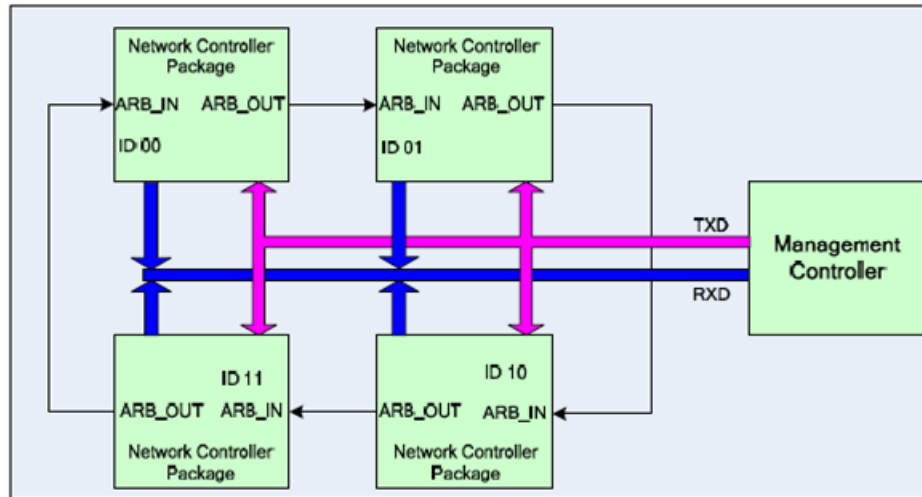 Network Controller
Package
ARB_IN ARB_OUT
ID 00
Network Controller
Package
ARB_IN ARB_OUT
ID 01
TXD
RXD
Management
Controller
ID 11
ARB_OUT ARB_IN
Network Controller
Package
ID 10
ARB_OUT ARB_IN
Network Controller
Package